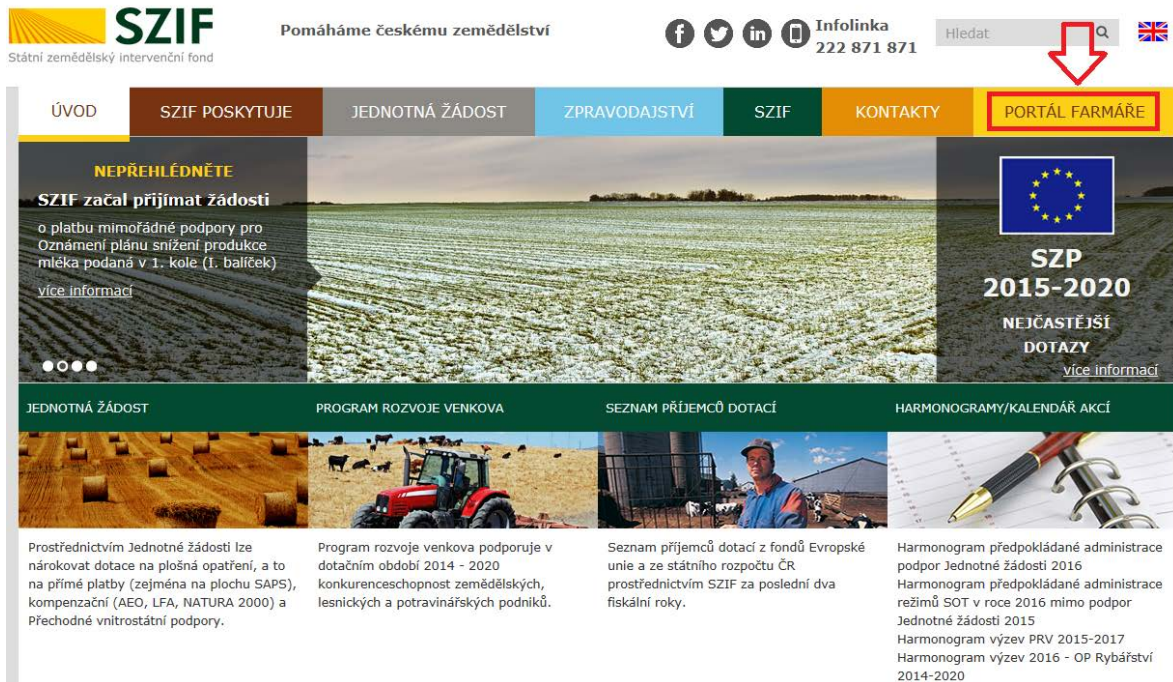 SZIF
Státní zemědělský intervenční fond
Pomáháme českému zemědělství
Infolinka
222 871 871
Hledat
ÚVOD
SZIF POSKYTUJE
JEDNOTNÁ ŽÁDOST
ZPRAVODAJSTVÍ
SZIF
KONTAKTY
PORTÁL FARMÁŘE
NEPŘEHLÉDNĚTE
SZIF začal přijímat žádosti
o platbu mimořádné podpory pro
Oznámení plánu snížení produkce
mléka podaná v 1. kole (I. balíček)
více informací
SZP
2015-2020
NEJČASTĚJŠÍ
DOTAZY
více informací
JEDNOTNÁ ŽÁDOST
Prostřednictvím Jednotné žádosti lze
nárokovat dotace na plošná opatření, a to
na přímé platby (zejména na plochu SAPS),
kompenzační (AEO, LFA, NATURA 2000) a
Přechodné vnitrostátní podpory.
PROGRAM ROZVOJE VENKOVA
Program rozvoje venkova podporuje v
dotačním období 2014 - 2020
konkurenceschopnost zemědělských,
lesnických a potravinářských podniků.
SEZNAM PŘÍJEMCŮ DOTACÍ
Seznam příjemců dotací z fondů Evropské
unie a ze státního rozpočtu ČR
prostřednictvím SZIF za poslední dva
fiskální roky.
HARMONOGRAMY/KALENDÁŘ AKCÍ
Harmonogram předpokládané administrace
podpor Jednotné žádosti 2016
Harmonogram předpokládané administrace
režimů SOT v roce 2016 mimo podpor
Jednotné žádosti 2015
Harmonogram výzev PRV 2015-2017
Harmonogram výzev 2016 - OP Rybářství
2014-2020